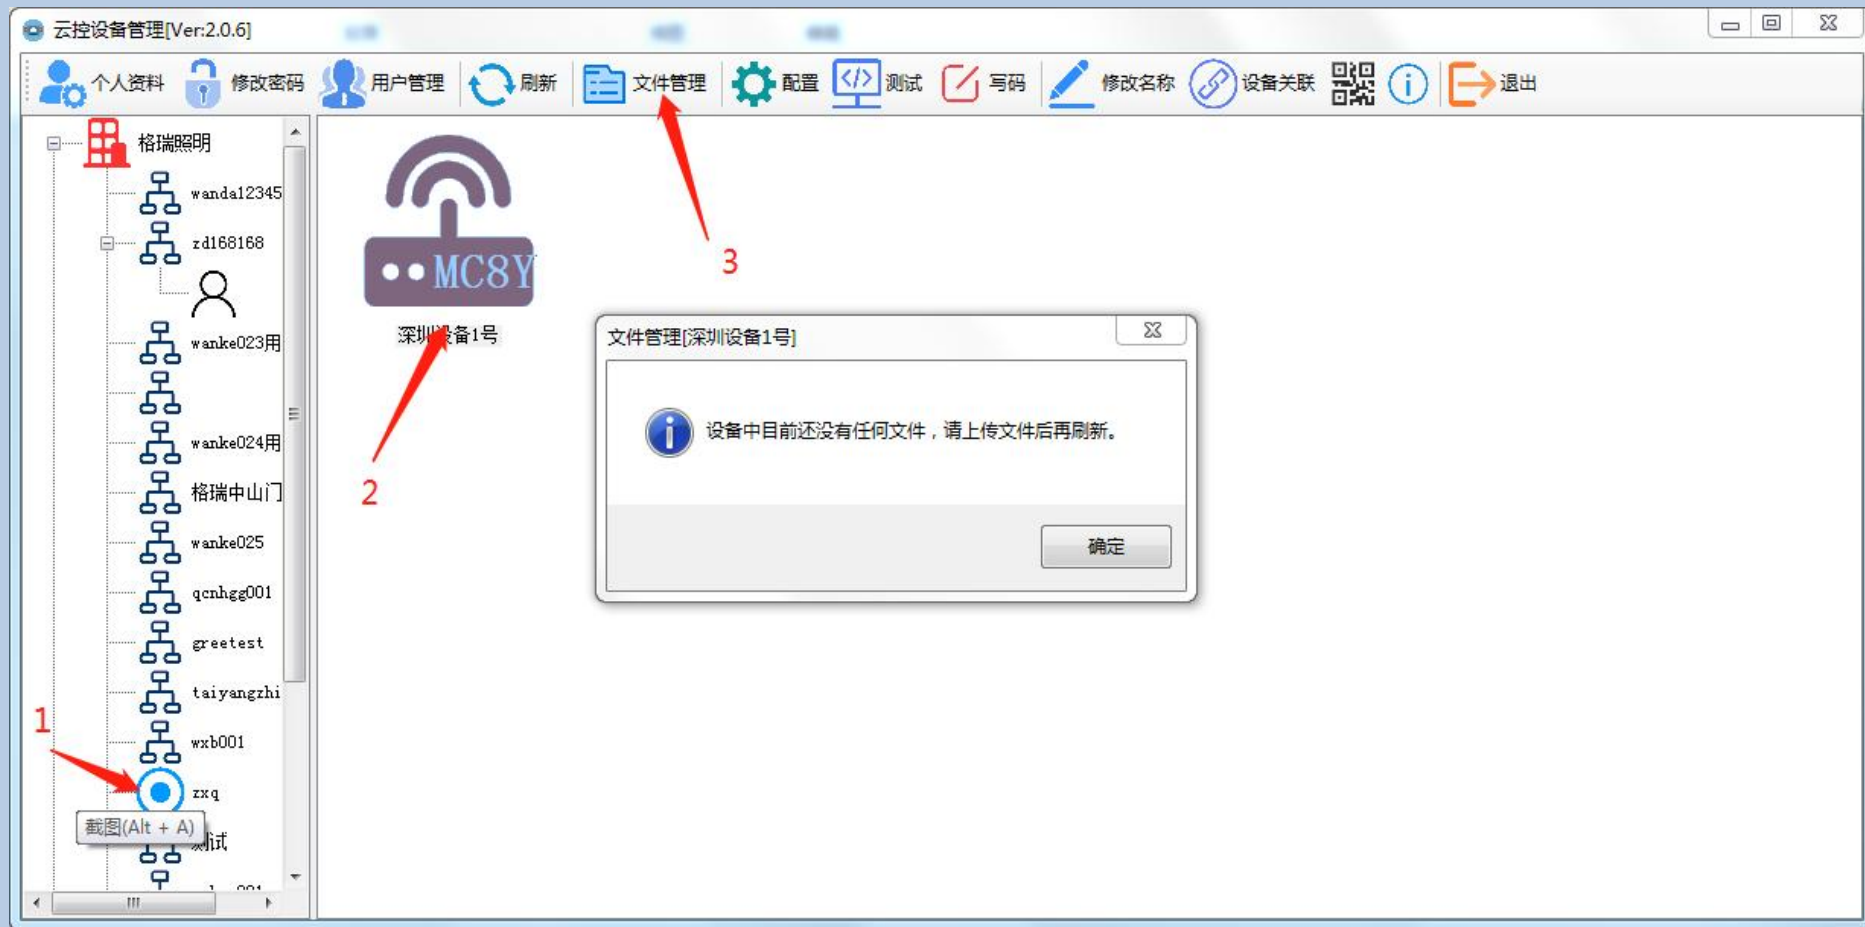 云控设备管理[Ver:2.0.6]
个人资料 修改密码 用户管理 刷新 文件管理 配置 测试 写码 修改名称 设备关联 退出
格瑞照明
wanda12345
zd168168
wanke023用
wanke024用
格瑞中山门
wanke025
qcnhgg001
greetest
taiyangzhi
wxb001
1
zxq
截图(Alt + A)
测试
MC8Y
深圳设备1号
2
3
文件管理[深圳设备1号]
设备中目前还没有任何文件，请上传文件后再刷新。
确定